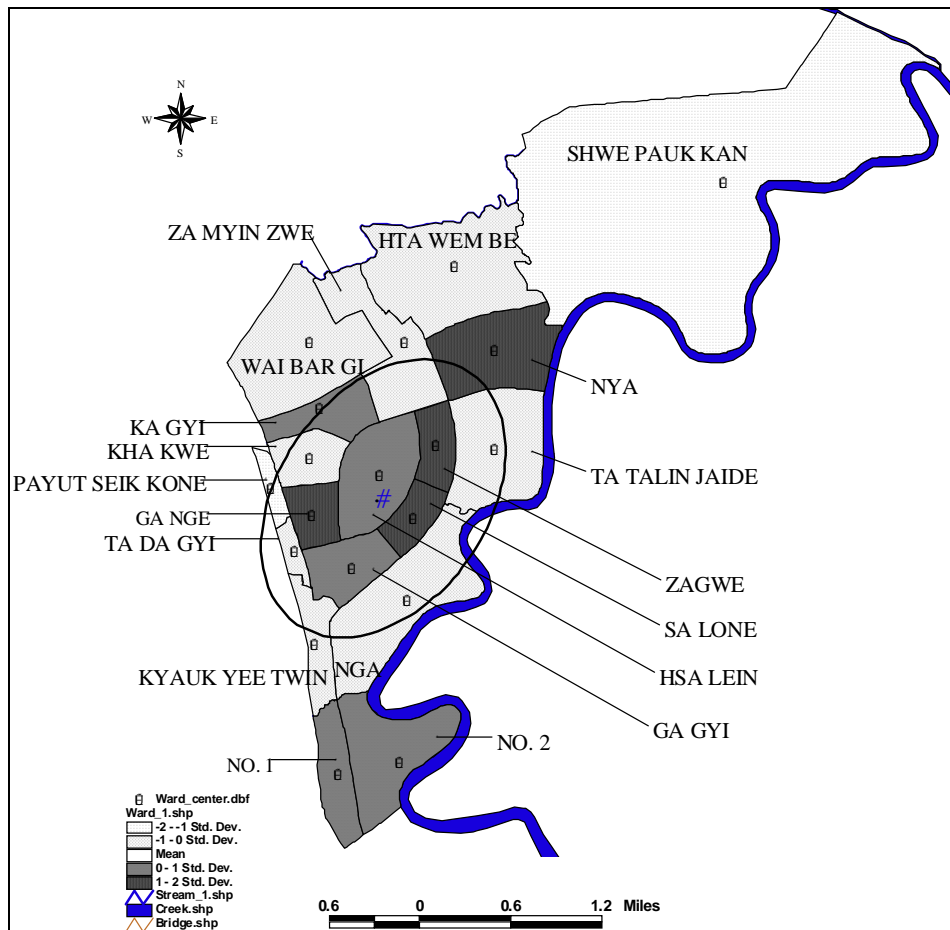 N
W E
S
SHWE PAUK KAN
ZA MYIN ZWE
HTA WEM BE
WAI BAR GI
NYA
KA GYI
KHA KWE
PAYUT SEIK KONE
TA TALIN JAIDE
#
GA NGE
TA DA GYI
ZAGWE
SA LONE
HSA LEIN
KYAUK YEE TWIN
NGA
GA GYI
NO. 2
NO. 1
Ward_center.dbf
Ward_1.shp
-2 - -1 Std. Dev.
-1 - 0 Std. Dev.
Mean
0 - 1 Std. Dev.
1 - 2 Std. Dev.
Stream_1.shp
Creek.shp
Bridge.shp
0.6 0 0.6 1.2 Miles